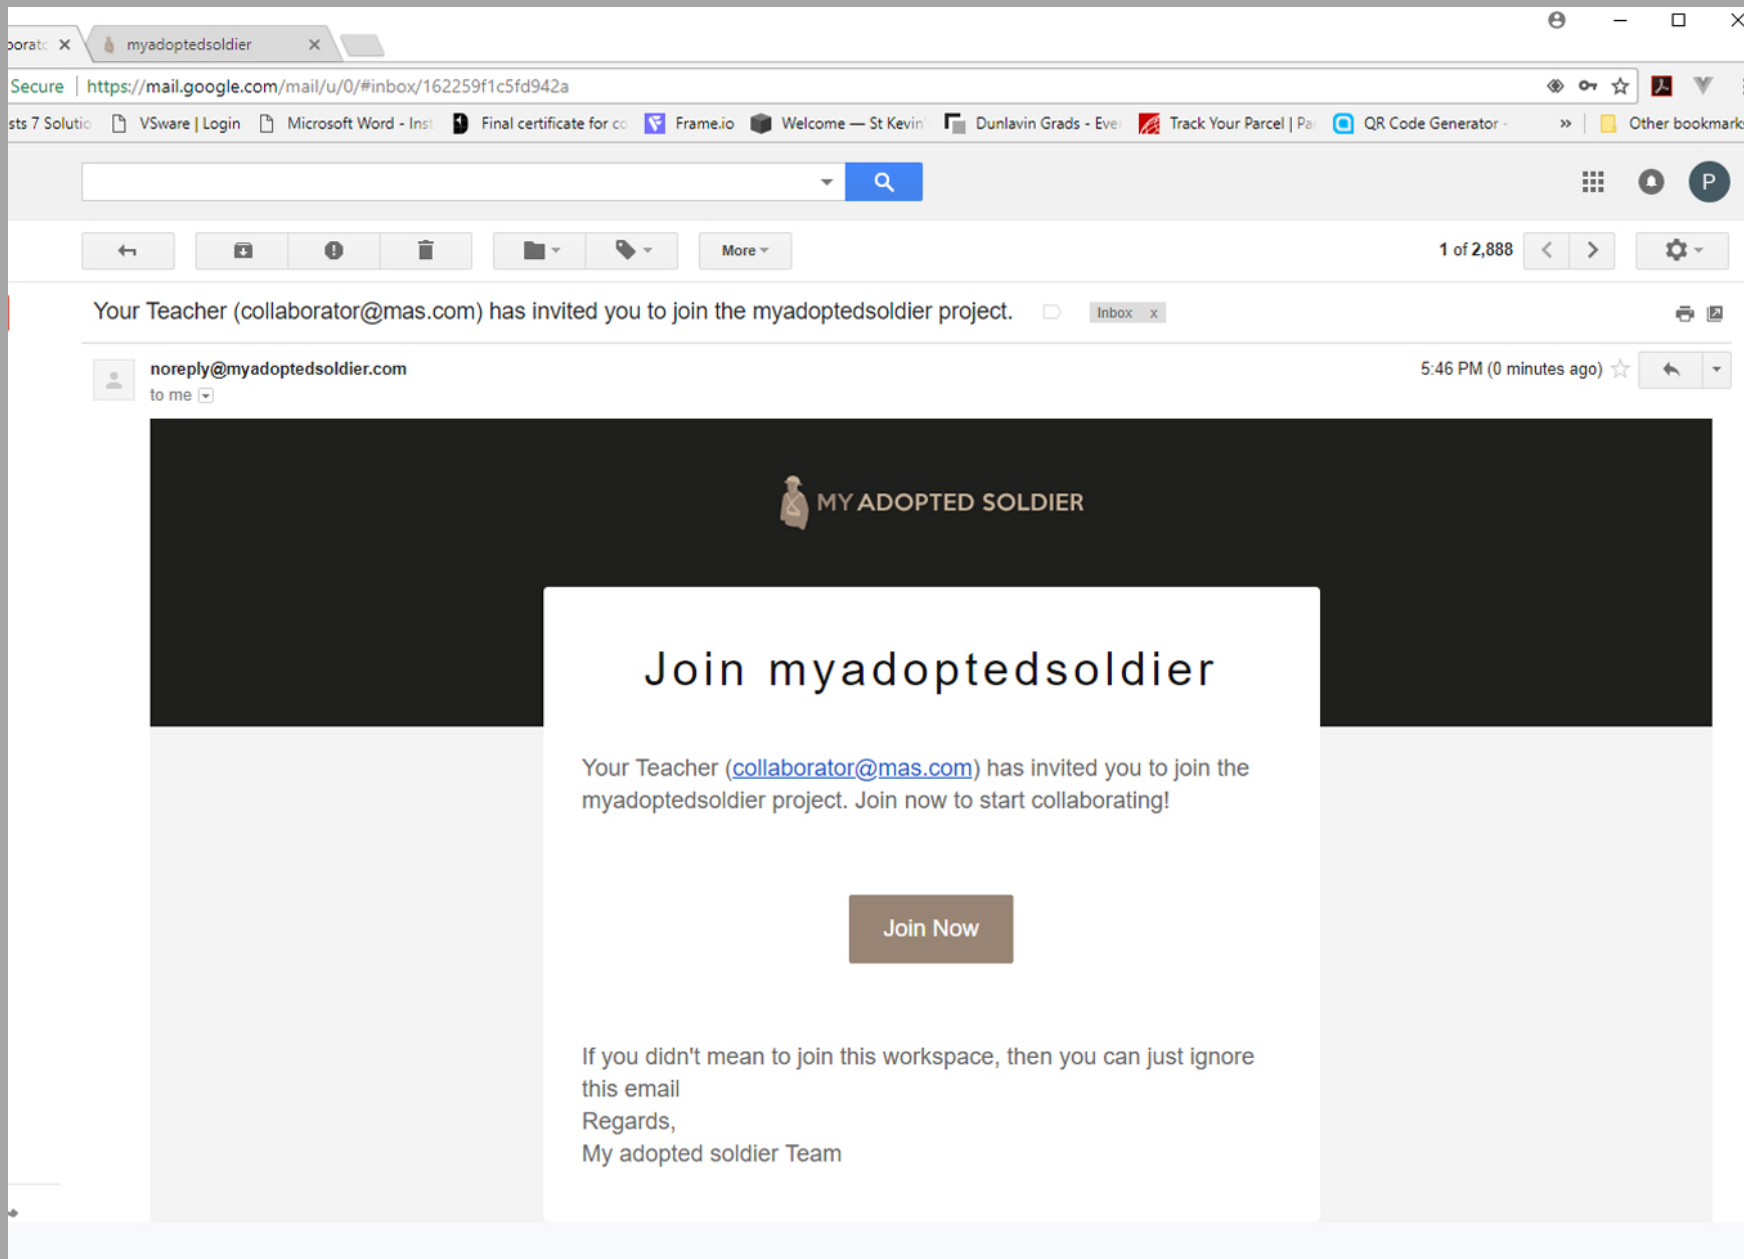 myadoptedsoldier
Secure https://mail.google.com/mail/u/0/#inbox/162259f1c5fd942a
sts 7 Solutio VSware | Login Microsoft Word - Inst Final certificate for co Frame.io Welcome — St Kevin' Dunlavin Grads - Eve Track Your Parcel | Pa QR Code Generator - » Other bookmarks
P
More
1 of 2,888
Your Teacher (collaborator@mas.com) has invited you to join the myadoptedsoldier project. Inbox x
noreply@myadoptedsoldier.com 5:46 PM (0 minutes ago)
to me
MY ADOPTED SOLDIER
Join myadoptedsoldier
Your Teacher (collaborator@mas.com) has invited you to join the
myadoptedsoldier project. Join now to start collaborating!
Join Now
If you didn't mean to join this workspace, then you can just ignore
this email
Regards,
My adopted soldier Team